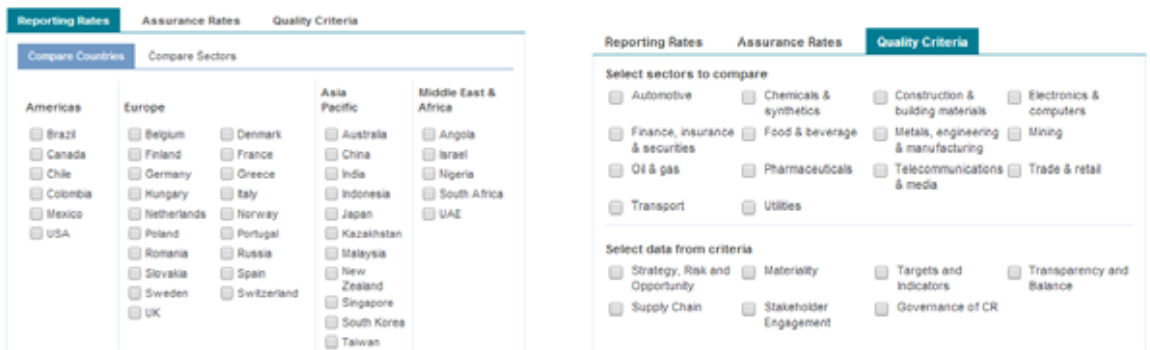 Reporting Rates Assurance Rates Quality Criteria
Compare Countries Compare Sectors
Americas
Brazil
Canada
Chile
Colombia
Mexico
USA
Europe
Belgium Denmark
Finland France
Germany Greece
Hungary Italy
Netherlands Norway
Poland Portugal
Romania Russia
Slovakia Spain
Sweden Switzerland
UK
Asia
Pacific
Australia
China
India
Indonesia
Japan
Kazakhstan
Malaysia
New
Zealand
Singapore
South Korea
Taiwan
Middle East &
Africa
Angola
Israel
Nigeria
South Africa
UAE
Reporting Rates Assurance Rates Quality Criteria
Select sectors to compare
Automotive
Chemicals &
synthetics
Construction &
building materials
Electronics &
computers
Finance, insurance
& securities
Food & beverage
Metals, engineering
& manufacturing
Mining
Oil & gas
Pharmaceuticals
Telecommunications
& media
Trade & retail
Transport
Utilities
Select data from criteria
Strategy, Risk and
Opportunity
Materiality
Targets and
Indicators
Transparency and
Balance
Supply Chain
Stakeholder
Engagement
Governance of CR